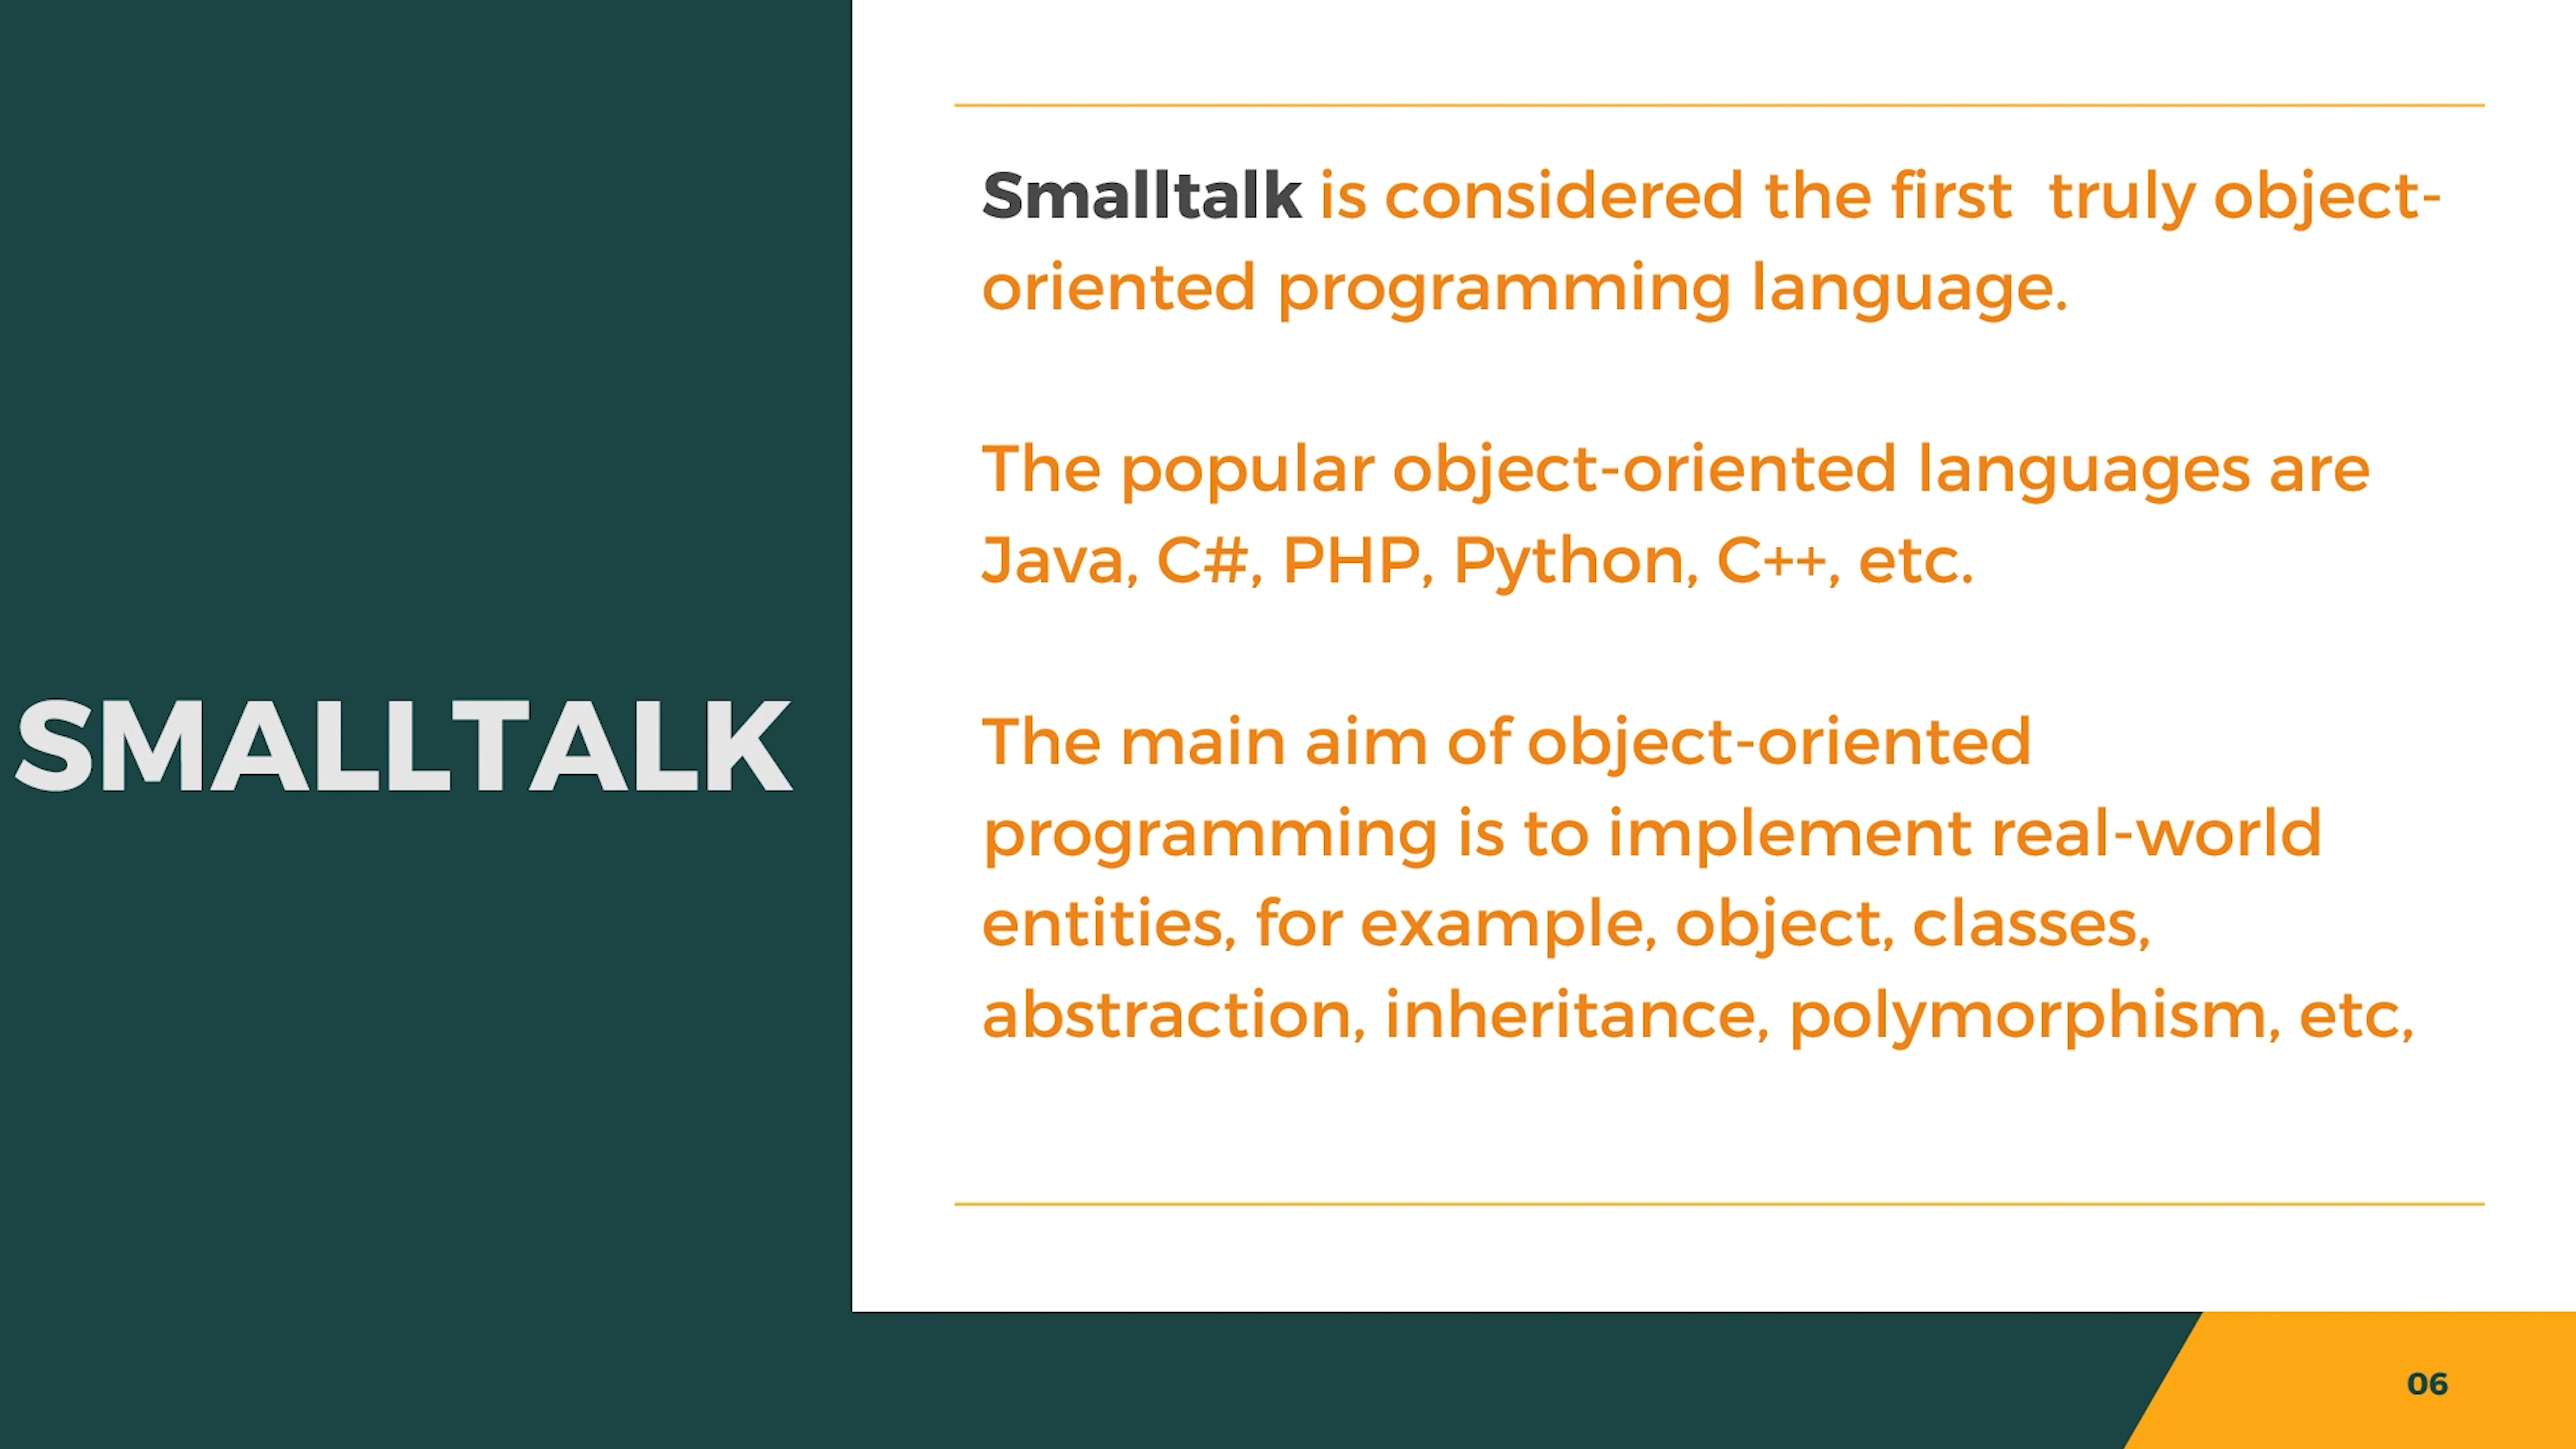 SMALLTALK
Smalltalk is considered the first  truly object-
oriented programming language.
The popular object-oriented languages are
Java, C#, PHP, Python, C++, etc.
The main aim of object-oriented
programming is to implement real-world
entities, for example, object, classes,
abstraction, inheritance, polymorphism, etc,
06